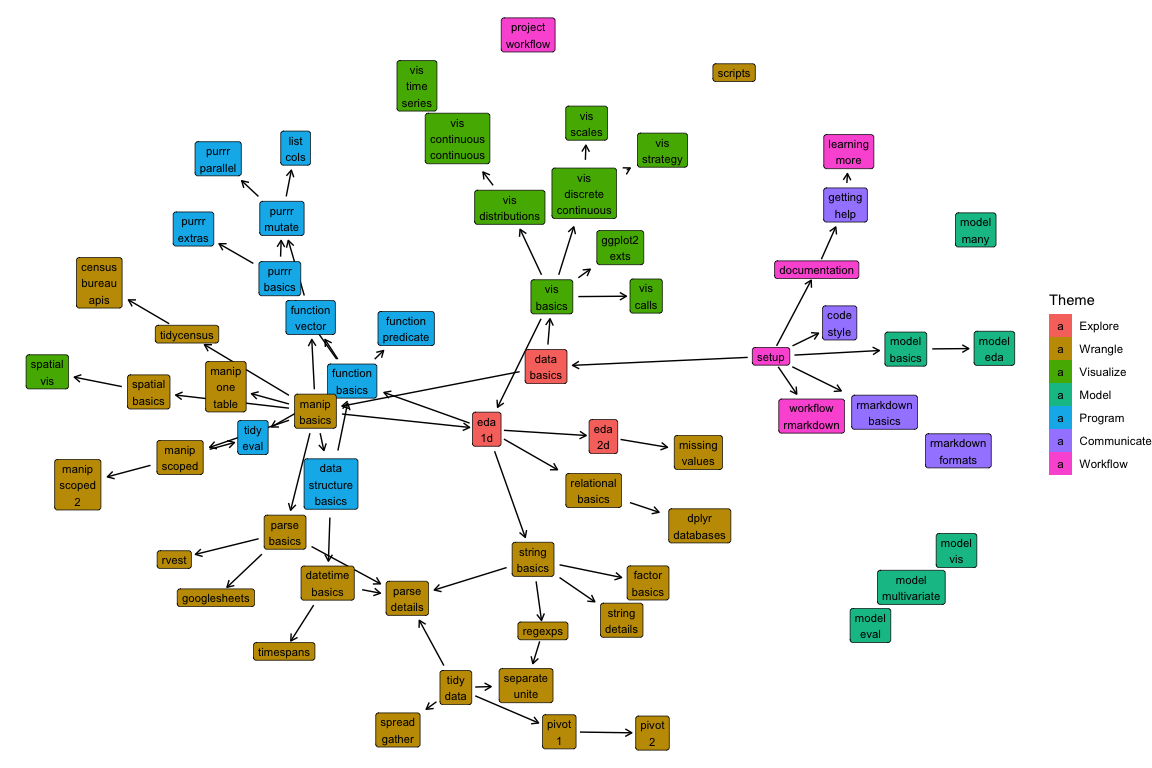 project
workflow
vis
time
series
scripts
vis
continuous
continuous
vis
scales
vis
strategy
list
cols
purrr
parallel
learning
more
vis
discrete
continuous
vis
distributions
getting
help
purrr
mutate
purrr
extras
model
many
ggplot2
exts
documentation
census
bureau
apis
purrr
basics
vis
basics
vis
calls
function
vector
function
predicate
code
style
tidycensus
model
basics
model
eda
setup
data
basics
spatial
vis
spatial
basics
manip
one
table
function
basics
manip
basics
workflow
rmarkdown
rmarkdown
basics
tidy
eval
eda
1d
eda
2d
missing
values
rmarkdown
formats
manip
scoped
manip
scoped
2
data
structure
basics
relational
basics
dplyr
databases
parse
basics
rvest
string
basics
model
vis
datetime
basics
factor
basics
model
multivariate
googlesheets
parse
details
string
details
model
eval
regexps
timespans
tidy
data
separate
unite
spread
gather
pivot
1
pivot
2
Theme
a Explore
a Wrangle
a Visualize
a Model
a Program
a Communicate
a Workflow